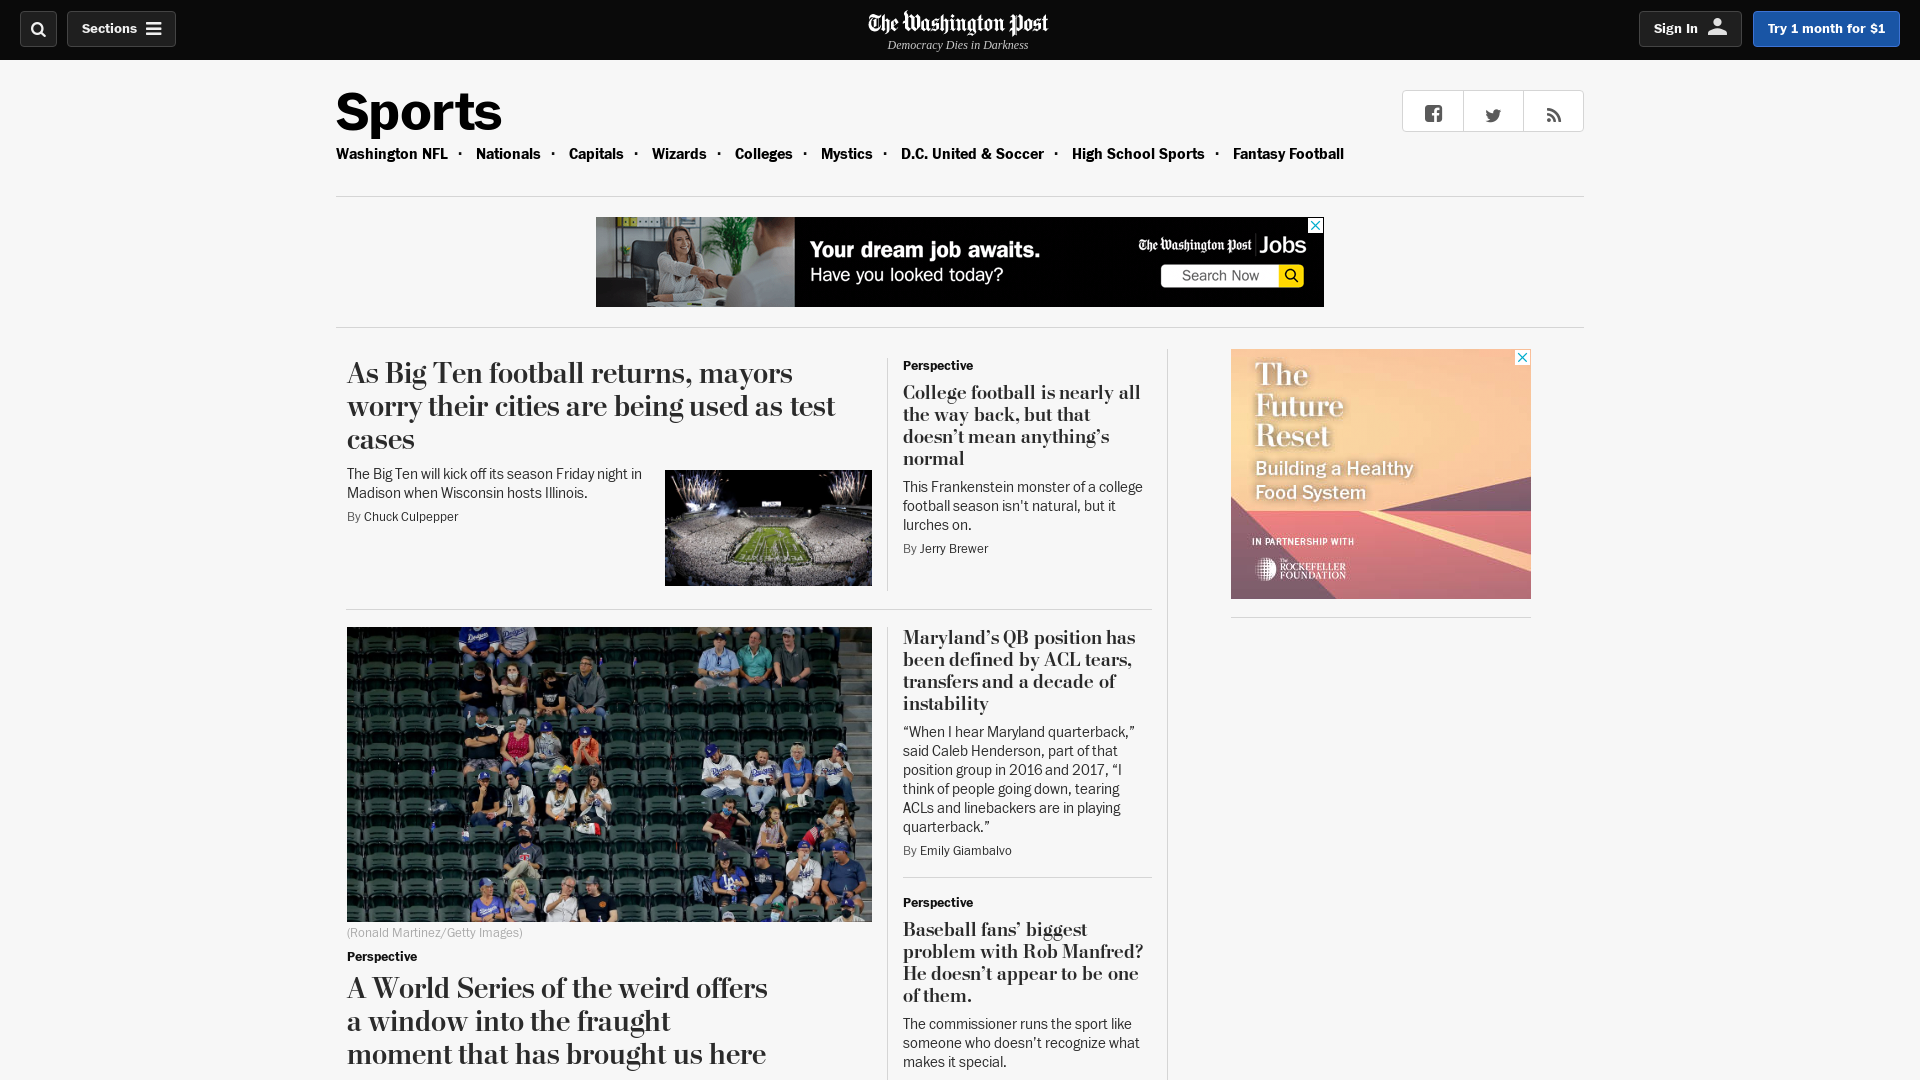 Sections
The Washington Post
Democracy Dies in Darkness
Sign In
Try 1 month for $1
Sports
Washington NFL · Nationals · Capitals · Wizards · Colleges · Mystics · D.C. United & Soccer · High School Sports · Fantasy Football
Your dream job awaits.
Have you looked today?
The Washington Post Jobs
Search Now
As Big Ten football returns, mayors
worry their cities are being used as test
cases
The Big Ten will kick off its season Friday night in
Madison when Wisconsin hosts Illinois.
By Chuck Culpepper
Perspective
College football is nearly all
the way back, but that
doesn’t mean anything’s
normal
This Frankenstein monster of a college
football season isn't natural, but it
lurches on.
By Jerry Brewer
The
Future
Reset
Building a Healthy
Food System
IN PARTNERSHIP WITH
The
ROCKEFELLER
FOUNDATION
(Ronald Martinez/Getty Images)
Perspective
A World Series of the weird offers
a window into the fraught
moment that has brought us here
Maryland’s QB position has
been defined by ACL tears,
transfers and a decade of
instability
“When I hear Maryland quarterback,”
said Caleb Henderson, part of that
position group in 2016 and 2017, “I
think of people going down, tearing
ACLs and linebackers are in playing
quarterback.”
By Emily Giambalvo
Perspective
Baseball fans’ biggest
problem with Rob Manfred?
He doesn’t appear to be one
of them.
The commissioner runs the sport like
someone who doesn’t recognize what
makes it special.